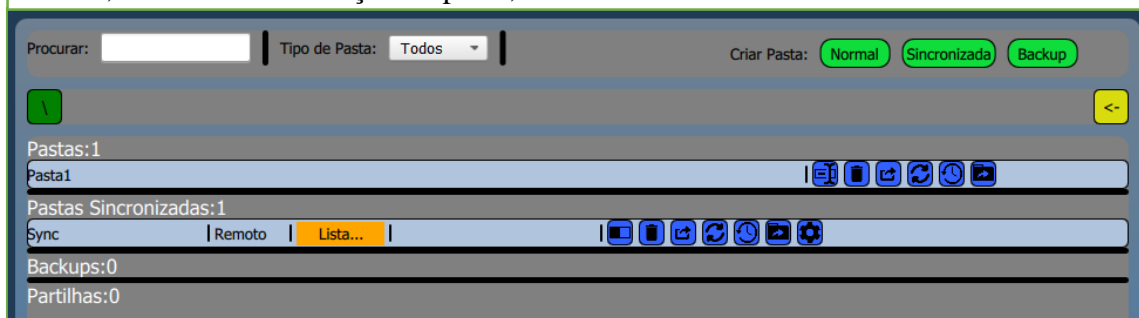 Procurar: Tipo de Pasta: Todos Criar Pasta: Normal Sincronizada Backup
\ <-
Pastas:1
Pasta1
Pastas Sincronizadas:1
Sync Remoto Lista...
Backups:0
Partilhas:0